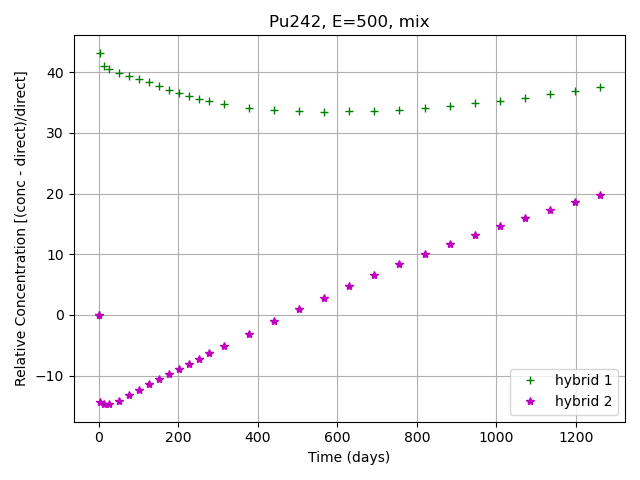 Pu242, E=500, mix
Relative Concentration [(conc - direct)/direct]
40
30
20
10
0
−10
0
200
400
600
800
1000
1200
Time (days)
hybrid 1
hybrid 2